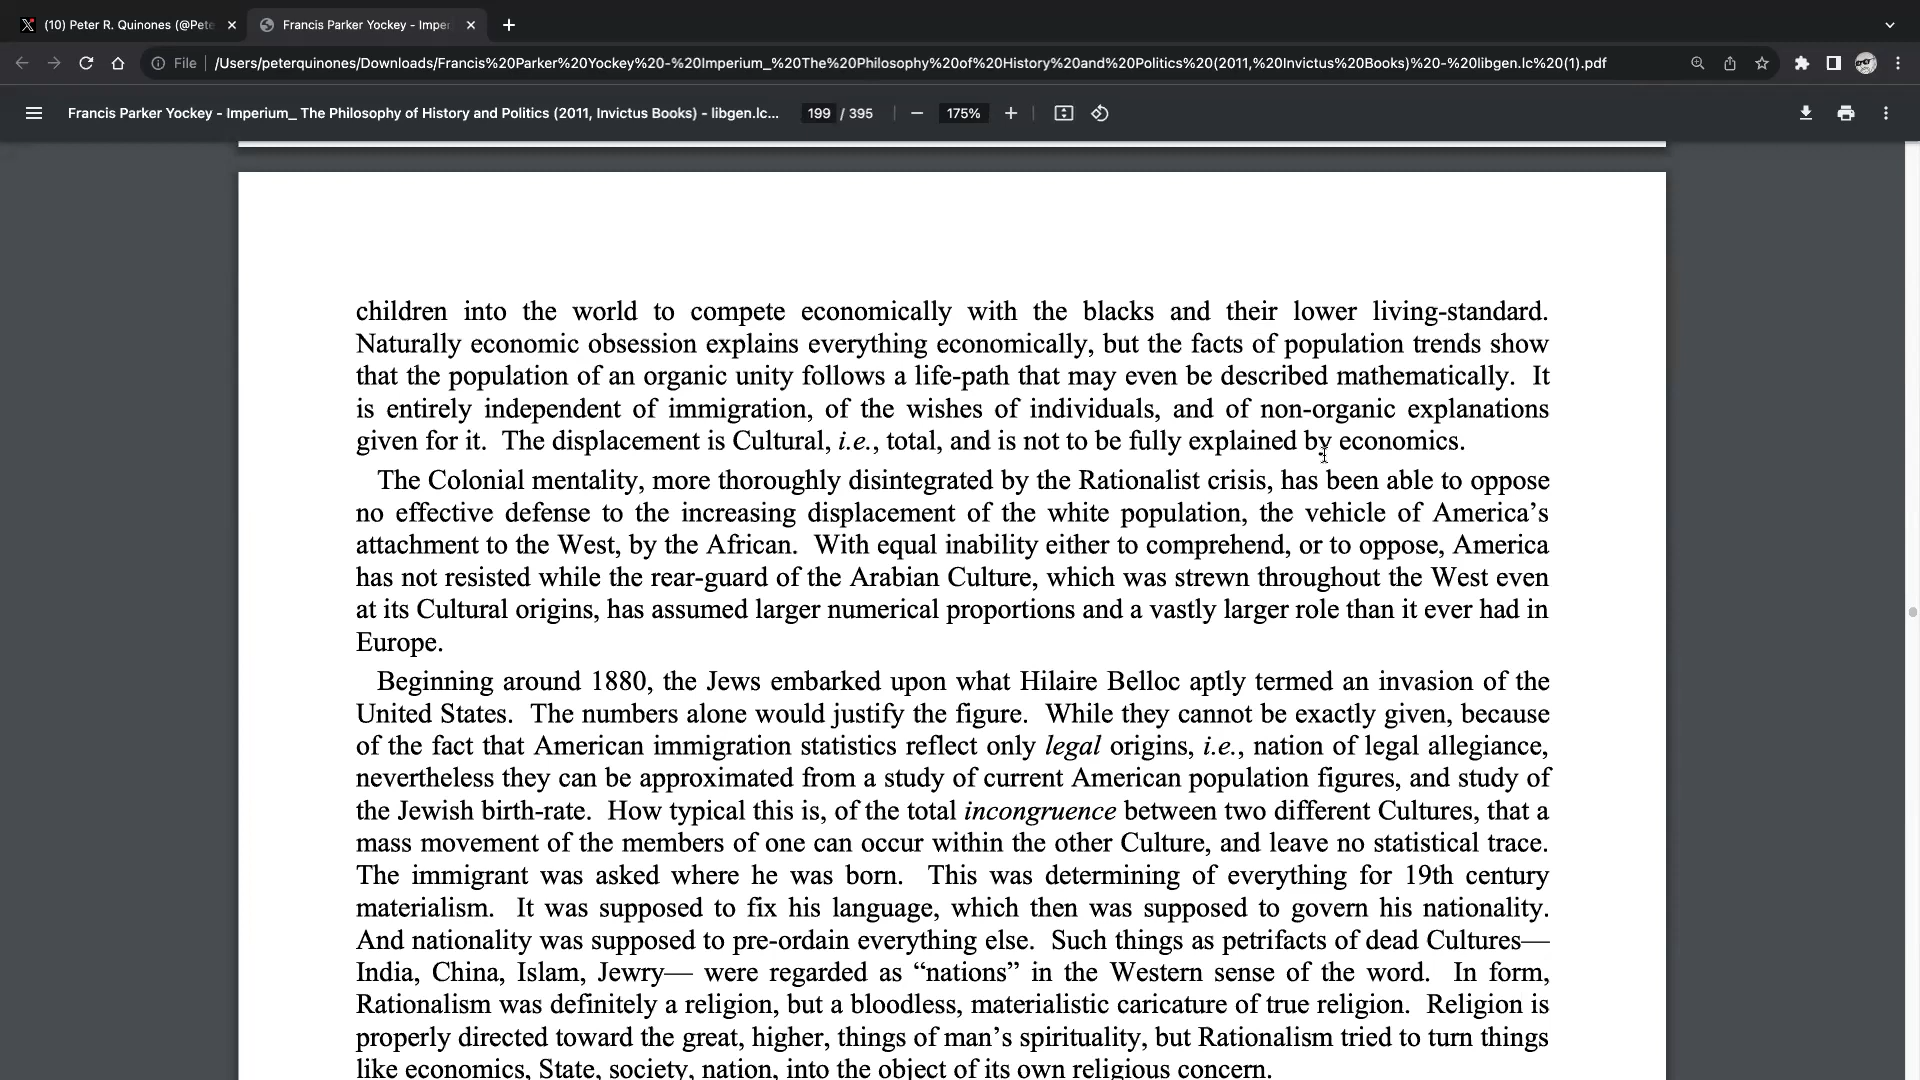 (10) Peter R. Quinones (@Pete
Francis Parker Yockey - Imper
File
/Users/peterquinones/Downloads/Francis%20Parker%20Yockey%20-%20Imperium_%20The%20Philosophy%20of%20History%20and%20Politics%20(2011,%20Invictus%20Books)%20-%20libgen.lc%20(1).pdf
Francis Parker Yockey - Imperium_ The Philosophy of History and Politics (2011, Invictus Books) - libgen.lc...
199 / 395
175%
children into the world to compete economically with the blacks and their lower living-standard.
Naturally economic obsession explains everything economically, but the facts of population trends show
that the population of an organic unity follows a life-path that may even be described mathematically. It
is entirely independent of immigration, of the wishes of individuals, and of non-organic explanations
given for it. The displacement is Cultural, i.e., total, and is not to be fully explained by economics.
The Colonial mentality, more thoroughly disintegrated by the Rationalist crisis, has been able to oppose
no effective defense to the increasing displacement of the white population, the vehicle of America's
attachment to the West, by the African. With equal inability either to comprehend, or to oppose, America
has not resisted while the rear-guard of the Arabian Culture, which was strewn throughout the West even
at its Cultural origins, has assumed larger numerical proportions and a vastly larger role than it ever had in
Europe.
Beginning around 1880, the Jews embarked upon what Hilaire Belloc aptly termed an invasion of the
United States. The numbers alone would justify the figure. While they cannot be exactly given, because
of the fact that American immigration statistics reflect only legal origins, i.e., nation of legal allegiance,
nevertheless they can be approximated from a study of current American population figures, and study of
the Jewish birth-rate. How typical this is, of the total incongruence between two different Cultures, that a
mass movement of the members of one can occur within the other Culture, and leave no statistical trace.
The immigrant was asked where he was born. This was determining of everything for 19th century
materialism. It was supposed to fix his language, which then was supposed to govern his nationality.
And nationality was supposed to pre-ordain everything else. Such things as petrifacts of dead Cultures—
India, China, Islam, Jewry— were regarded as “nations” in the Western sense of the word. In form,
Rationalism was definitely a religion, but a bloodless, materialistic caricature of true religion. Religion is
properly directed toward the great, higher, things of man's spirituality, but Rationalism tried to turn things
like economics, State, society, nation, into the object of its own religious concern.